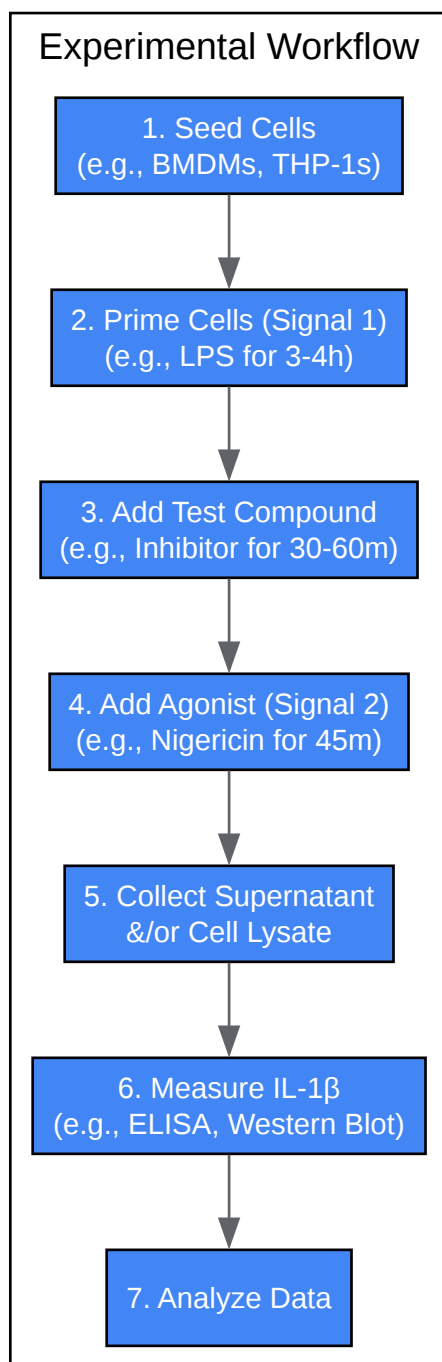 Experimental Workflow
1. Seed Cells
(e.g., BMDMs, THP-1s)
2. Prime Cells (Signal 1)
(e.g., LPS for 3-4h)
3. Add Test Compound
(e.g., Inhibitor for 30-60m)
4. Add Agonist (Signal 2)
(e.g., Nigericin for 45m)
5. Collect Supernatant
&/or Cell Lysate
6. Measure IL-1β
(e.g., ELISA, Western Blot)
7. Analyze Data